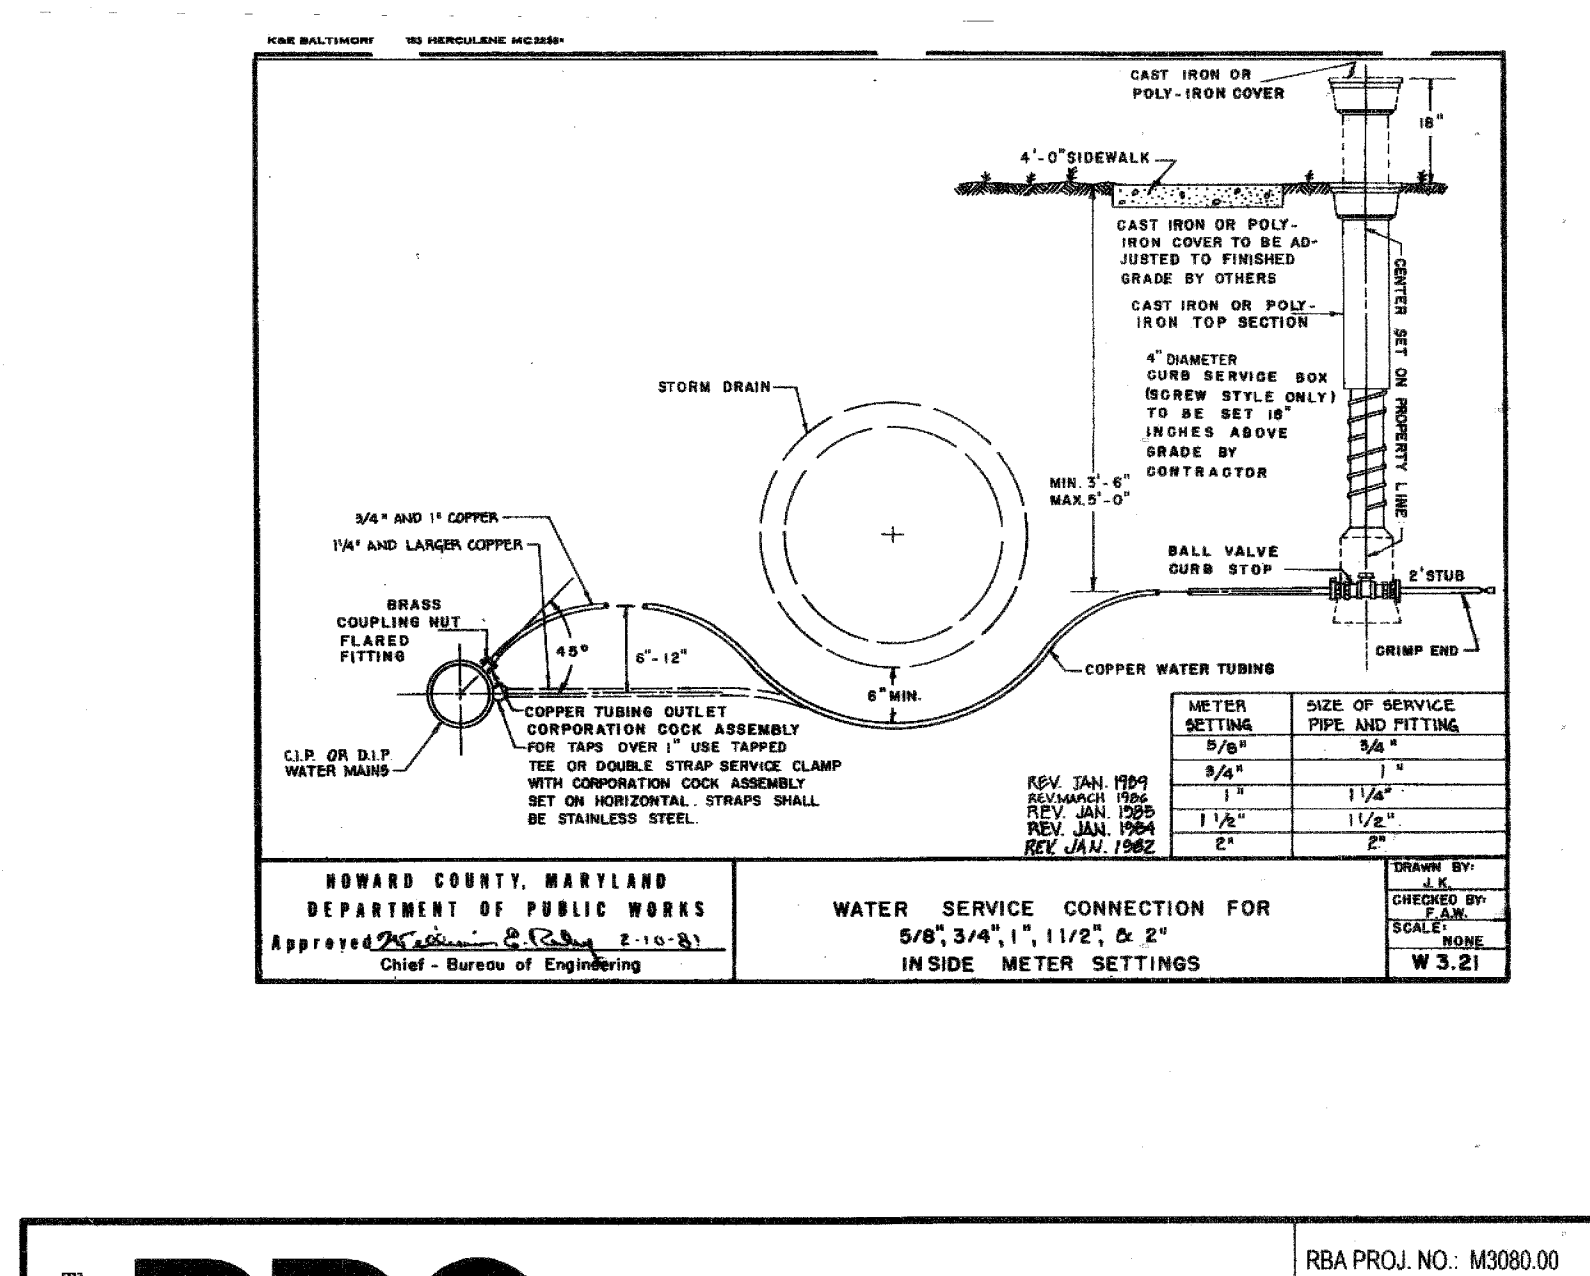 K&E BALTIMORE 183 HERCULENE
CAST IRON OR
POLY-IRON COVER
18"
4'-0" SIDEWALK
CAST IRON OR POLY-
IRON COVER TO BE AD-
JUSTED TO FINISHED
GRADE BY OTHERS
CAST IRON OR POLY-
IRON TOP SECTION
CENTER SET ON PROPERTY LINE
4" DIAMETER
CURB SERVICE BOX
(SCREW STYLE ONLY)
TO BE SET 18"
INCHES ABOVE
GRADE BY
CONTRACTOR
STORM DRAIN
MIN. 3'-6"
MAX. 5'-0"
3/4" AND 1" COPPER
1 1/4" AND LARGER COPPER
BALL VALVE
CURB STOP
2' STUB
BRASS
COUPLING NUT
FLARED
FITTING
45°
6"-12"
CRIMP END
COPPER WATER TUBING
6" MIN.
COPPER TUBING OUTLET
CORPORATION COCK ASSEMBLY
FOR TAPS OVER 1" USE TAPPED
TEE OR DOUBLE STRAP SERVICE CLAMP
WITH CORPORATION COCK ASSEMBLY
SET ON HORIZONTAL. STRAPS SHALL
BE STAINLESS STEEL.
C.I.P. OR D.I.P.
WATER MAINS
METER SETTING SIZE OF SERVICE PIPE AND FITTING
5/8" 3/4"
3/4" 1"
1" 1 1/4"
1 1/2" 1 1/2"
2" 2"
REV. JAN. 1989
REV. MARCH 1986
REV. JAN. 1985
REV. JAN. 1984
REV. JAN. 1982
HOWARD COUNTY, MARYLAND
DEPARTMENT OF PUBLIC WORKS
Approved 2-10-81
Chief - Bureau of Engineering
WATER SERVICE CONNECTION FOR
5/8", 3/4", 1", 1 1/2", & 2"
INSIDE METER SETTINGS
DRAWN BY:
J.K.
CHECKED BY:
F.A.W.
SCALE:
NONE
W 3.21
RBA PROJ. NO.: M3080.00